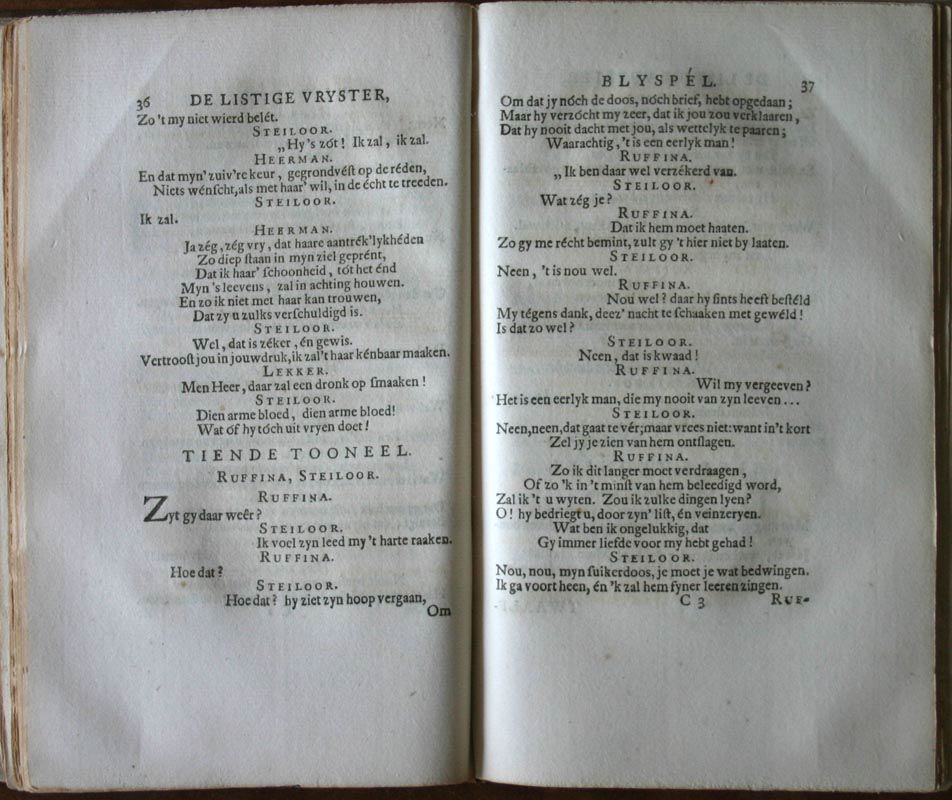 36 DE LISTIGE VRYSTER,
Zo 't my niet wierd belét.
STEILOOR.
„Hy's zót! Ik zal, ik zal.
HEERMAN.
En dat myn' zuiv're keur, gegrondvést op de réden,
Niets wénscht, als met haar' wil, in de écht te treeden.
STEILOOR.
Ik zal.
HEERMAN.
Ja zég, zég vry, dat haare aantrék'lykhéden
Zo diep staan in myn ziel geprént,
Dat ik haar' schoonheid, tót het énd
Myn's leevens, zal in achting houwen.
En zo ik niet met haar kan trouwen,
Dat zy u zulks verschuldigd is.
STEILOOR.
Wel, dat is zéker, én gewis.
Vertroost jou in jouw druk, ik zal 't haar kénbaar maaken.
LEKKER.
Men Heer, daar zal een dronk op smaaken!
STEILOOR.
Dien arme bloed, dien arme bloed!
Wat óf hy tóch uit vryen doet!
TIENDE TOONEEL.
RUFFINA, STEILOOR.
RUFFINA.
Zyt gy daar weêr?
STEILOOR.
Ik voel zyn leed my 't harte raaken.
RUFFINA.
Hoe dat?
STEILOOR.
Hoe dat? hy ziet zyn hoop vergaan,
Om
BLYSPÉL. 37
Om dat jy nóch de doos, nóch brief, hebt opgedaan;
Maar hy verzócht my zeer, dat ik jou zou verklaaren,
Dat hy nooit dacht met jou, als wettelyk te paaren;
Waarachtig, 't is een eerlyk man!
RUFFINA.
„Ik ben daar wel verzékerd van.
STEILOOR.
Wat zég je?
RUFFINA.
Dat ik hem moet haaten.
Zo gy me récht bemint, zult gy 't hier niet by laaten.
STEILOOR.
Neen, 't is nou wel.
RUFFINA.
Nou wel? daar hy sints heeft besteld
My tégens dank, deez' nacht te schaaken met gewéld!
Is dat zo wel?
STEILOOR.
Neen, dat is kwaad!
RUFFINA.
Wil my vergeeven?
Het is een eerlyk man, die my nooit van zyn leeven...
STEILOOR.
Neen, neen, dat gaat te vér; maar vrees niet: want in 't kort
Zel jy je zien van hem ontslagen.
RUFFINA.
Zo ik dit langer moet verdraagen,
Of zo 'k in 't minst van hem beleedigd word,
Zal ik 't u wyten. Zou ik zulke dingen lyen?
O! hy bedriegt u, door zyn' list, én veinzeryen.
Wat ben ik ongelukkig, dat
Gy immer liefde voor my hebt gehad!
STEILOOR.
Nou, nou, myn suikerdoos, je moet je wat bedwingen.
Ik ga voort heen, én 'k zal hem fyner leeren zingen.
C 3 RUF-